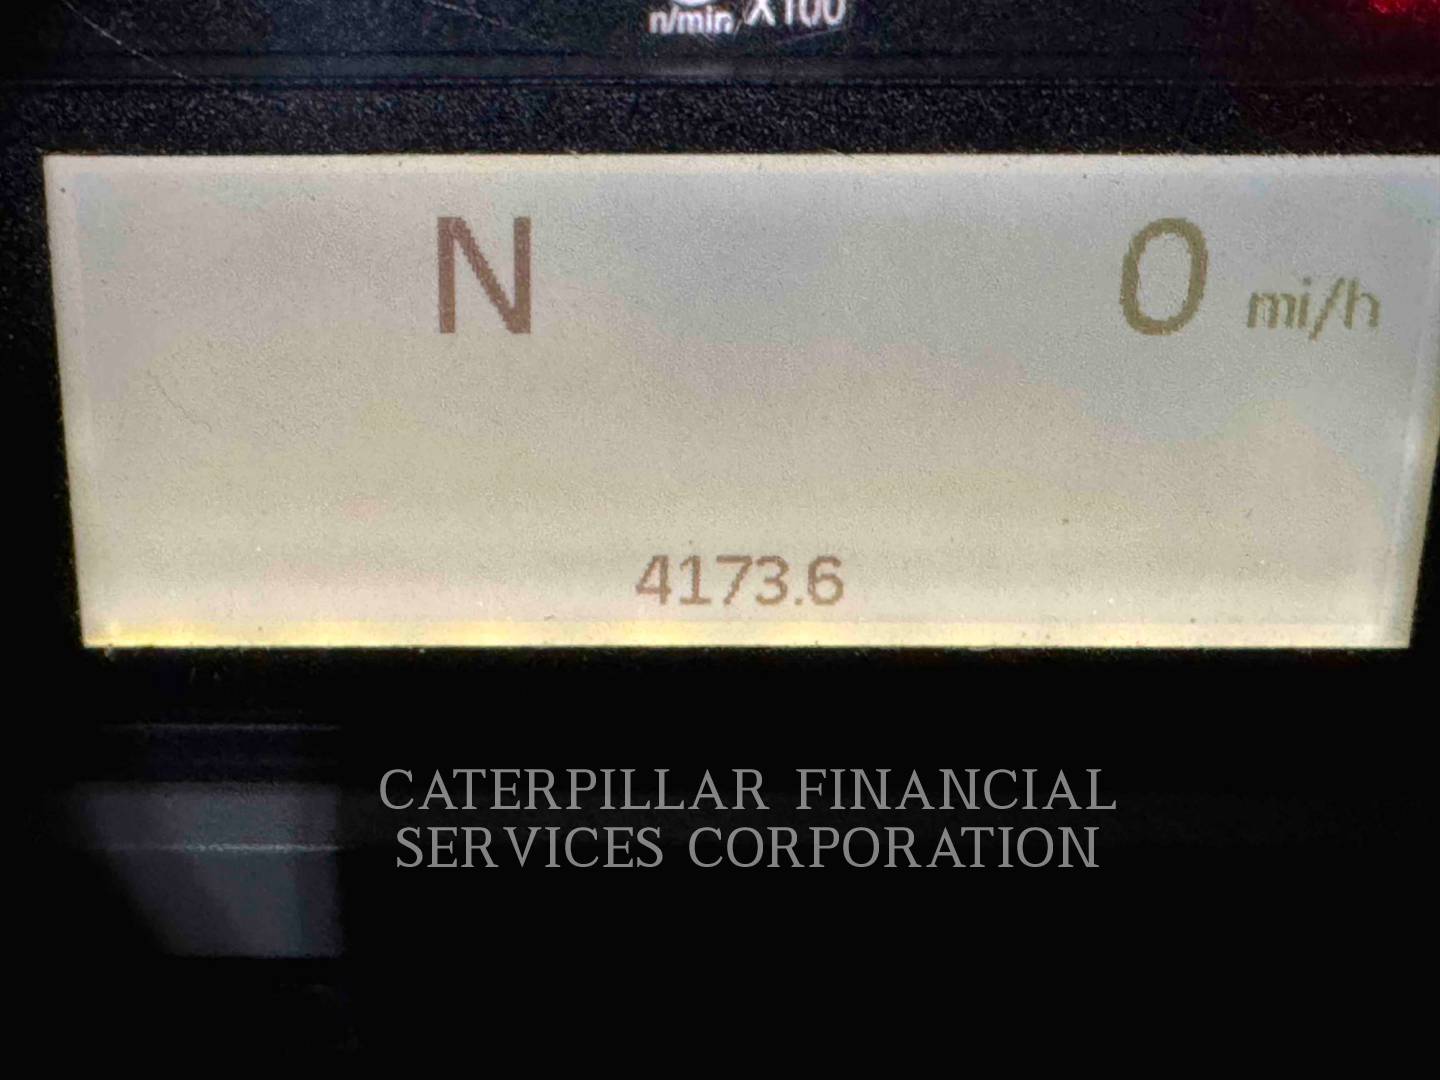 n/min X100
N 0 mi/h
4173.6
CATERPILLAR FINANCIAL
SERVICES CORPORATION